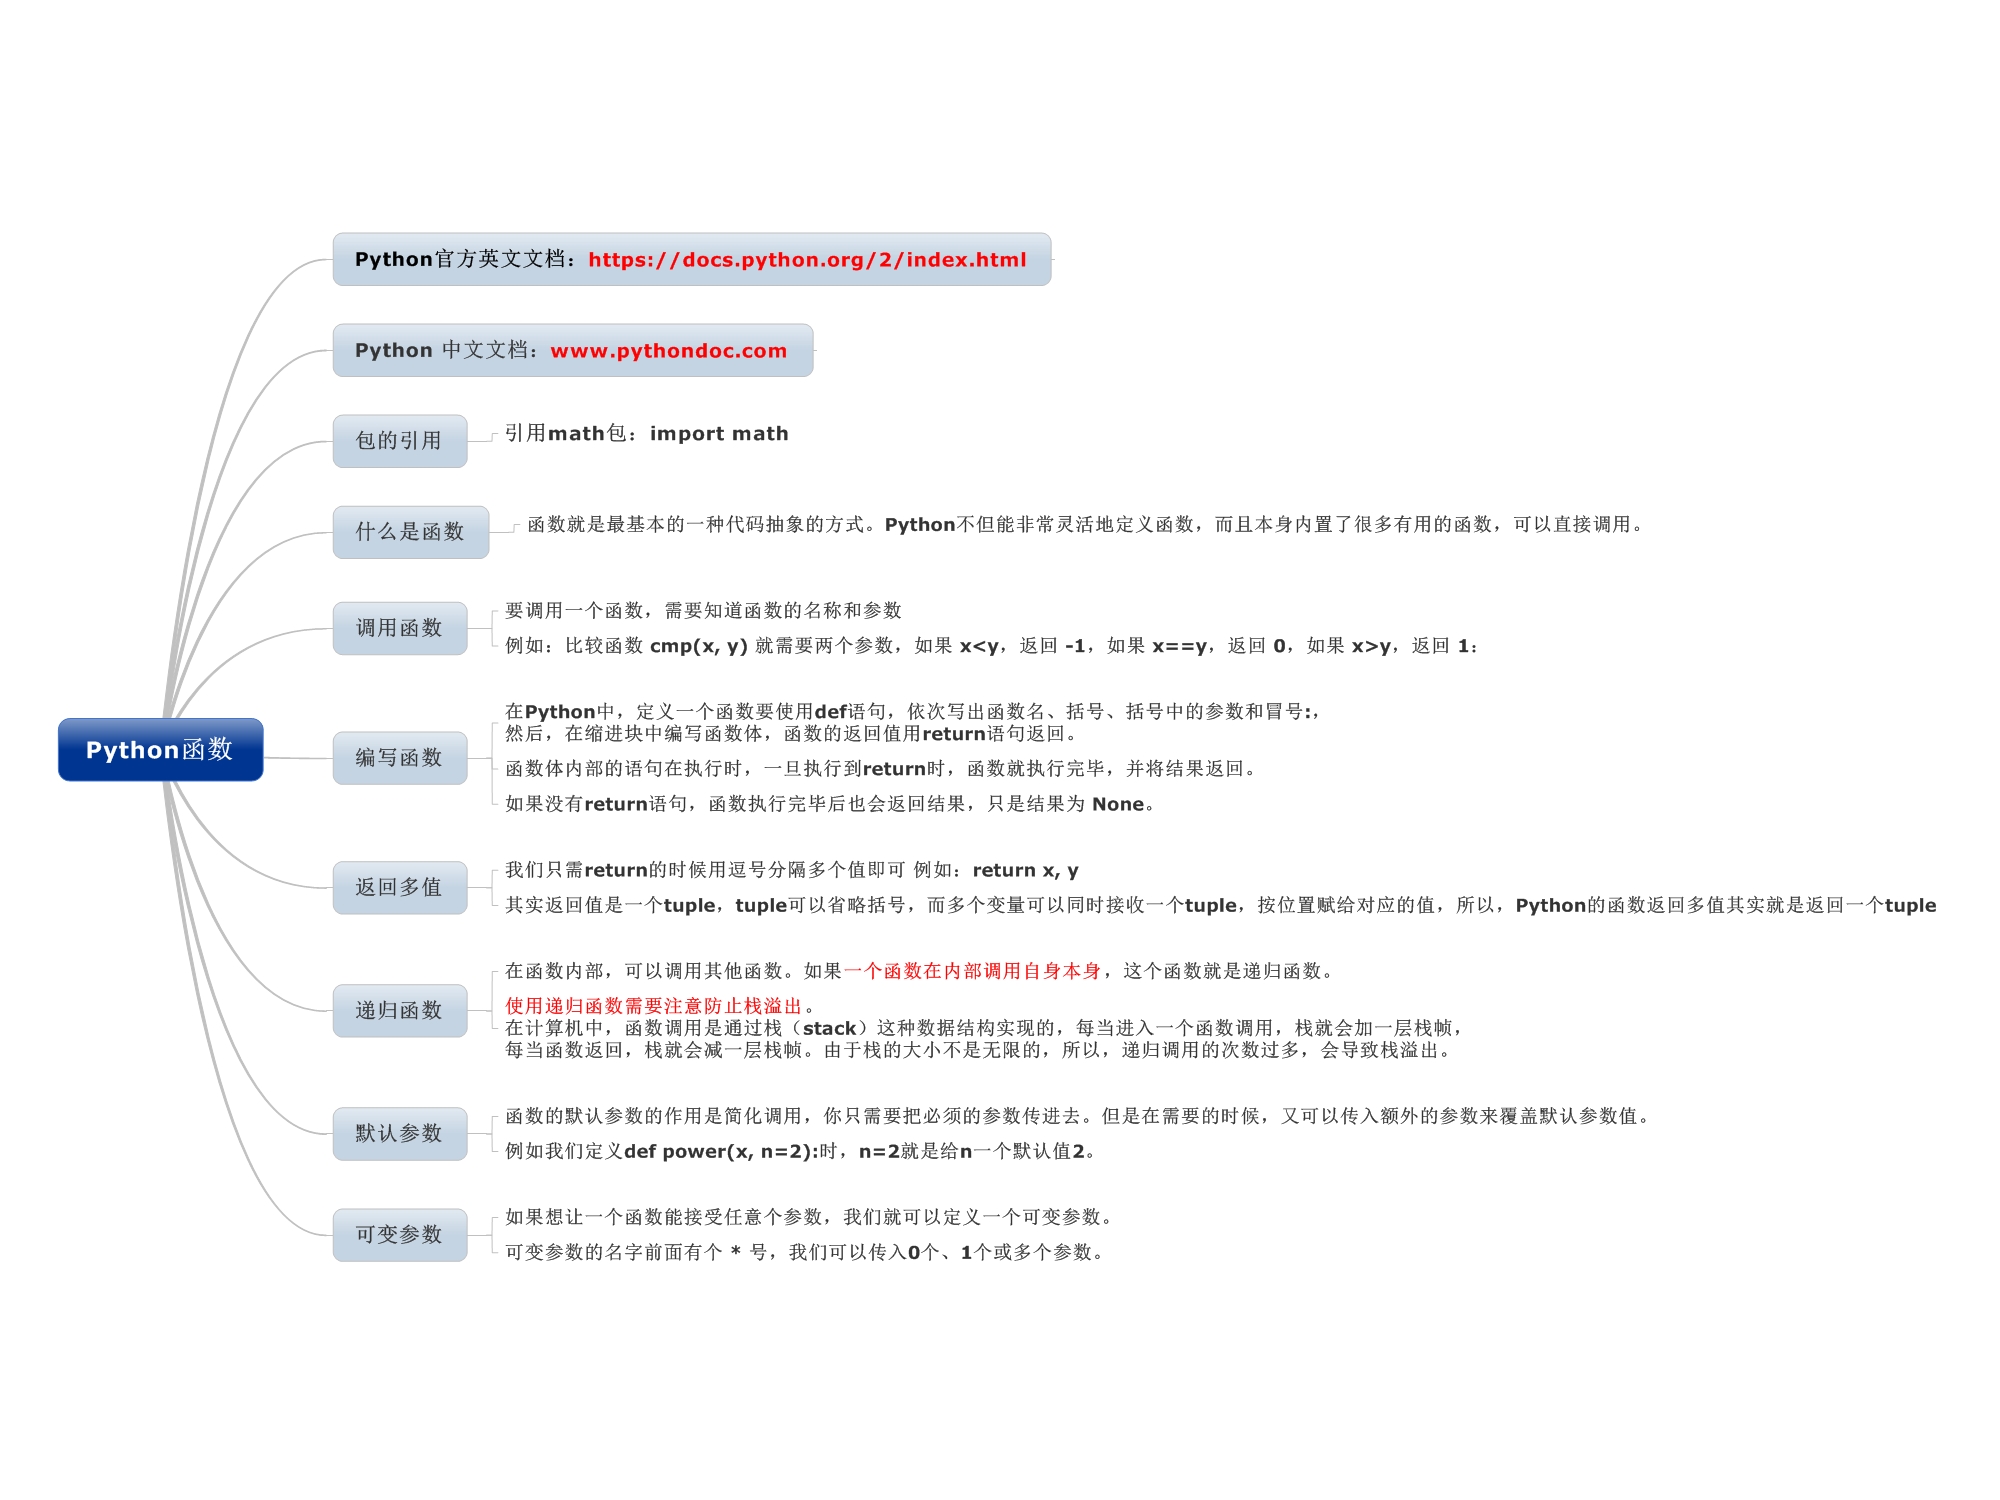 Python官方英文文档：https://docs.python.org/2/index.html
Python 中文文档：www.pythondoc.com
包的引用
引用math包：import math
什么是函数
函数就是最基本的一种代码抽象的方式。Python不但能非常灵活地定义函数，而且本身内置了很多有用的函数，可以直接调用。
调用函数
要调用一个函数，需要知道函数的名称和参数
例如：比较函数 cmp(x, y) 就需要两个参数，如果 x<y，返回 -1，如果 x==y，返回 0，如果 x>y，返回 1：
Python函数
编写函数
在Python中，定义一个函数要使用def语句，依次写出函数名、括号、括号中的参数和冒号:，
然后，在缩进块中编写函数体，函数的返回值用return语句返回。
函数体内部的语句在执行时，一旦执行到return时，函数就执行完毕，并将结果返回。
如果没有return语句，函数执行完毕后也会返回结果，只是结果为 None。
返回多值
我们只需return的时候用逗号分隔多个值即可 例如：return x, y
其实返回值是一个tuple，tuple可以省略括号，而多个变量可以同时接收一个tuple，按位置赋给对应的值，所以，Python的函数返回多值其实就是返回一个tuple
递归函数
在函数内部，可以调用其他函数。如果一个函数在内部调用自身本身，这个函数就是递归函数。
使用递归函数需要注意防止栈溢出。
在计算机中，函数调用是通过栈（stack）这种数据结构实现的，每当进入一个函数调用，栈就会加一层栈帧，
每当函数返回，栈就会减一层栈帧。由于栈的大小不是无限的，所以，递归调用的次数过多，会导致栈溢出。
默认参数
函数的默认参数的作用是简化调用，你只需要把必须的参数传进去。但是在需要的时候，又可以传入额外的参数来覆盖默认参数值。
例如我们定义def power(x, n=2):时，n=2就是给n一个默认值2。
可变参数
如果想让一个函数能接受任意个参数，我们就可以定义一个可变参数。
可变参数的名字前面有个 * 号，我们可以传入0个、1个或多个参数。